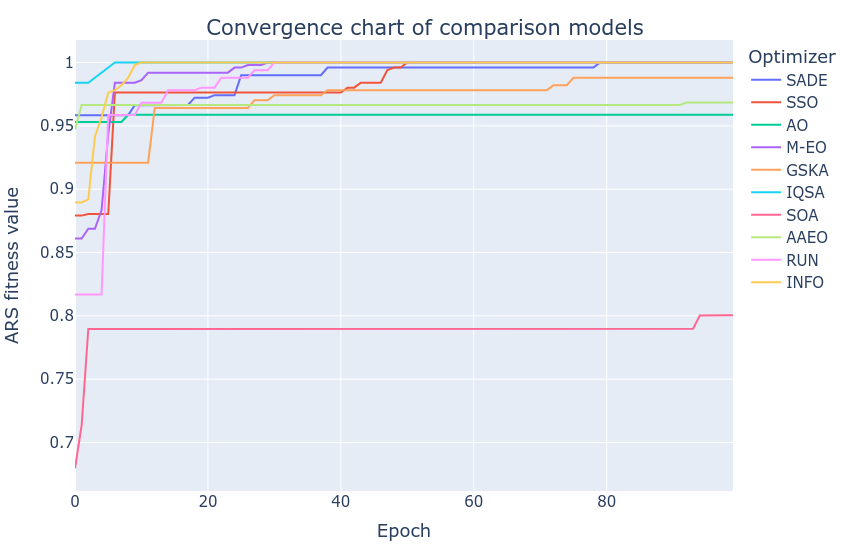 Convergence chart of comparison models
Optimizer
SADE
SSO
AO
M-EO
GSKA
IQSA
SOA
AAEO
RUN
INFO
ARS fitness value
1
0.95
0.9
0.85
0.8
0.75
0.7
0
20
40
60
80
Epoch